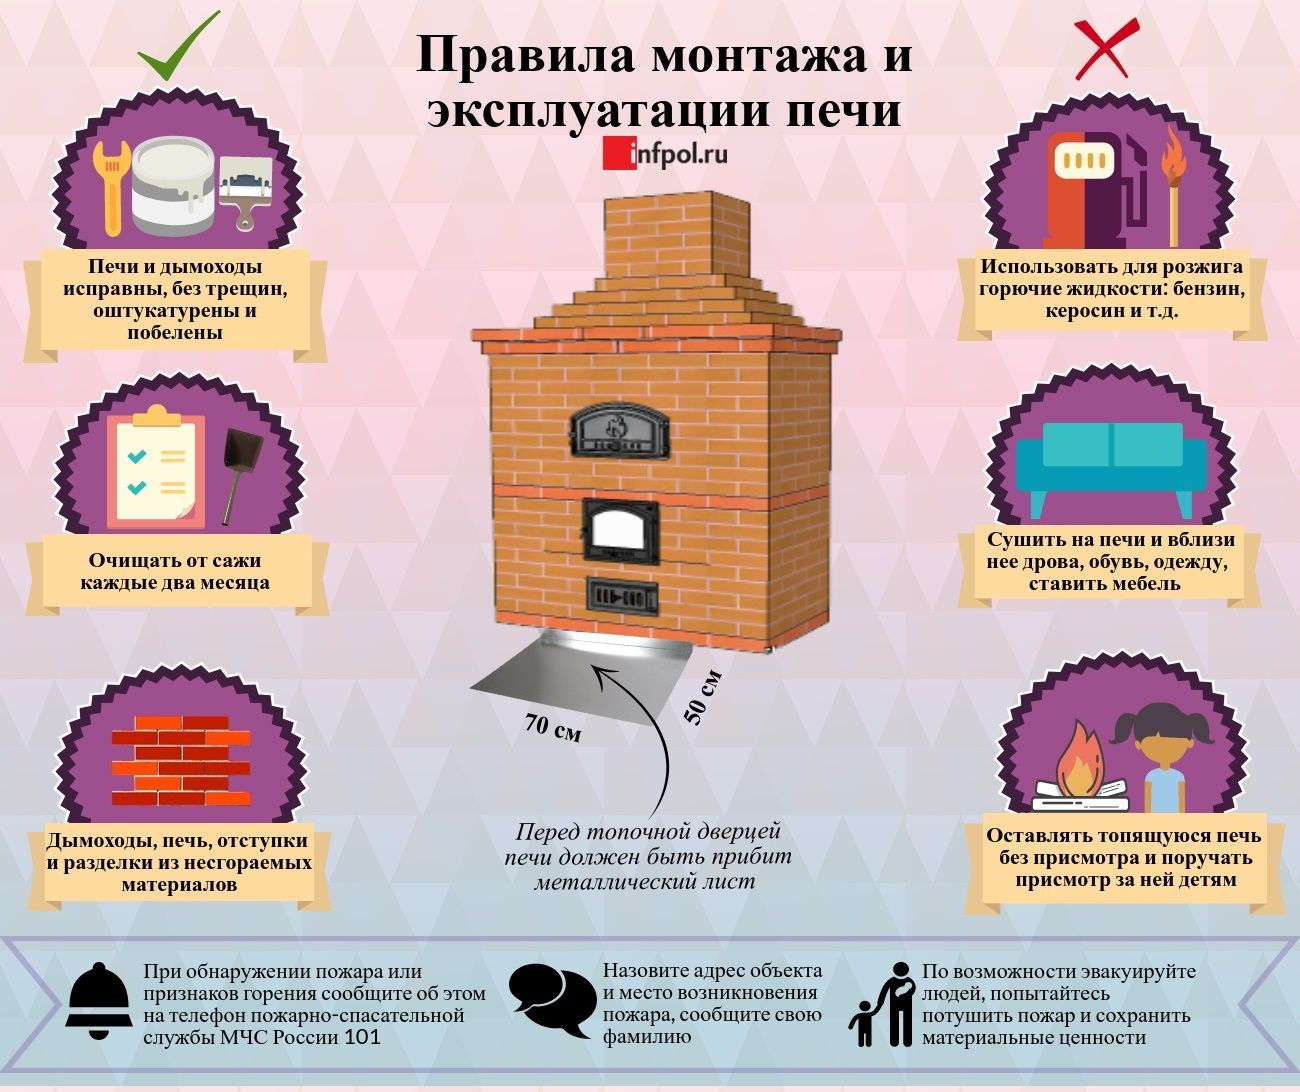 Правила монтажа и
эксплуатации печи
infpol.ru
Печи и дымоходы
исправны, без трещин,
оштукатурены и
побелены
Очищать от сажи
каждые два месяца
Дымоходы, печь, отступки
и разделки из несгораемых
материалов
70 см
50 см
Перед топочной дверцей
печи должен быть прибит
металлический лист
Использовать для розжига
горючие жидкости: бензин,
керосин и т.д.
Сушить на печи и вблизи
нее дрова, обувь, одежду,
ставить мебель
Оставлять топящуюся печь
без присмотра и поручать
присмотр за ней детям
При обнаружении пожара или
признаков горения сообщите об этом
на телефон пожарно-спасательной
службы МЧС России 101
Назовите адрес объекта
и место возникновения
пожара, сообщите свою
фамилию
По возможности эвакуируйте
людей, попытайтесь
потушить пожар и сохранить
материальные ценности